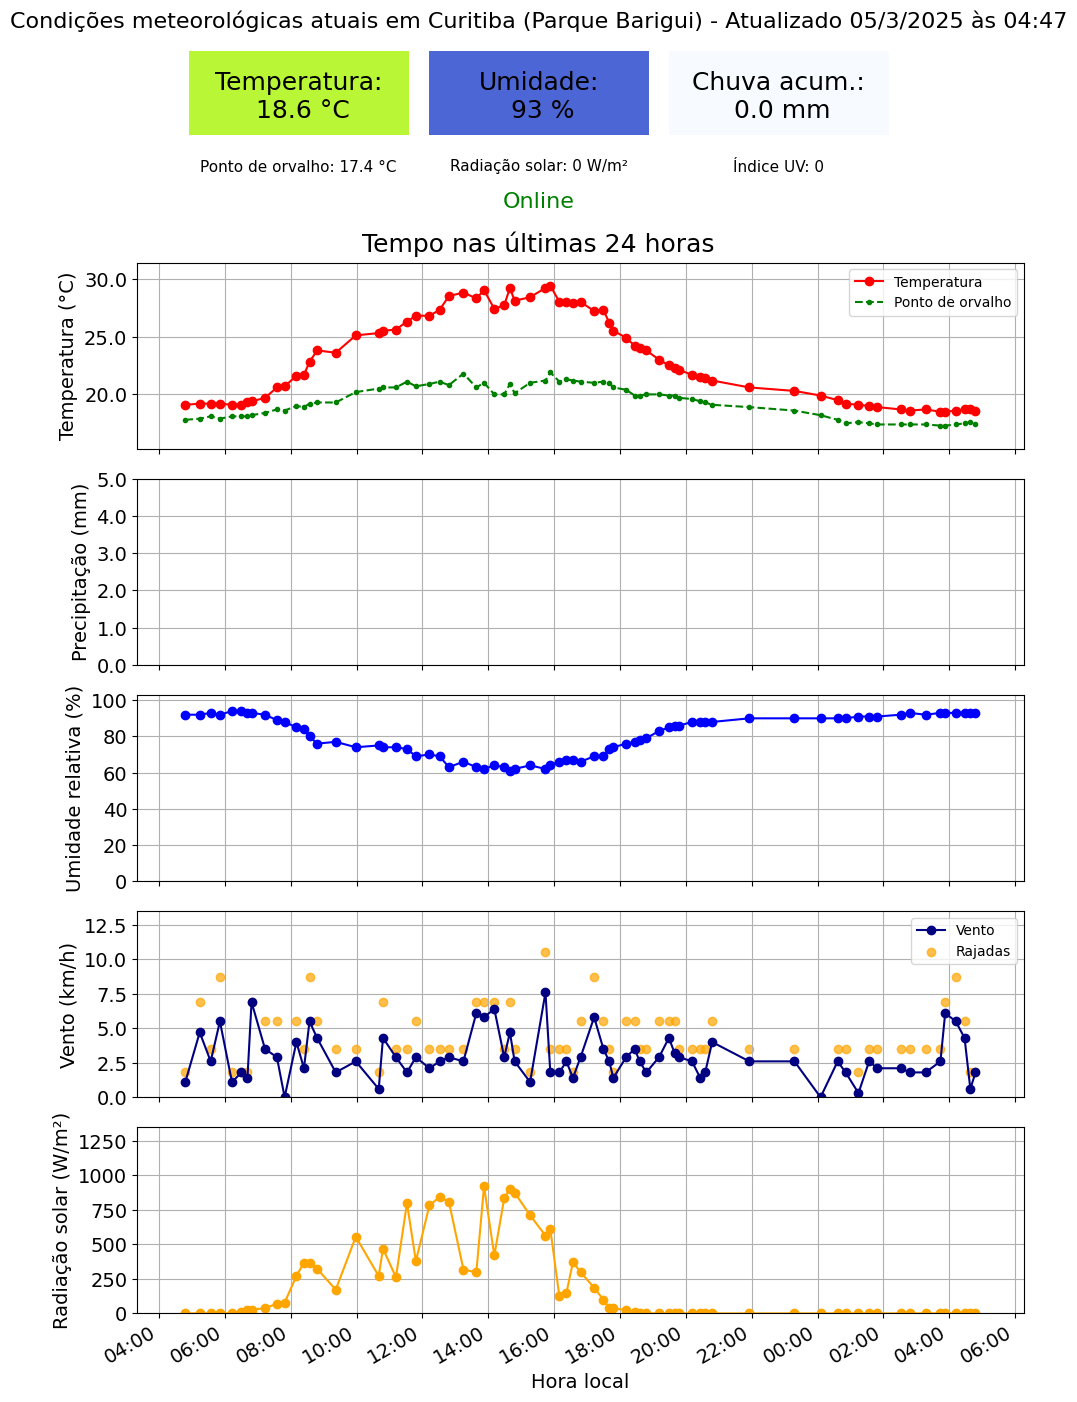 Condições meteorológicas atuais em Curitiba (Parque Barigui) - Atualizado 05/3/2025 às 04:47
Temperatura:
18.6 °C
Umidade:
93 %
Chuva acum.:
0.0 mm
Ponto de orvalho: 17.4 °C
Radiação solar: 0 W/m²
Índice UV: 0
Online
Tempo nas últimas 24 horas
Temperatura (°C)
30.0
25.0
20.0
Temperatura
Ponto de orvalho
Precipitação (mm)
5.0
4.0
3.0
2.0
1.0
0.0
Umidade relativa (%)
100
80
60
40
20
0
Vento (km/h)
12.5
10.0
7.5
5.0
2.5
0.0
Vento
Rajadas
Radiação solar (W/m²)
1250
1000
750
500
250
0
04:00 06:00 08:00 10:00 12:00 14:00 16:00 18:00 20:00 22:00 00:00 02:00 04:00 06:00
Hora local